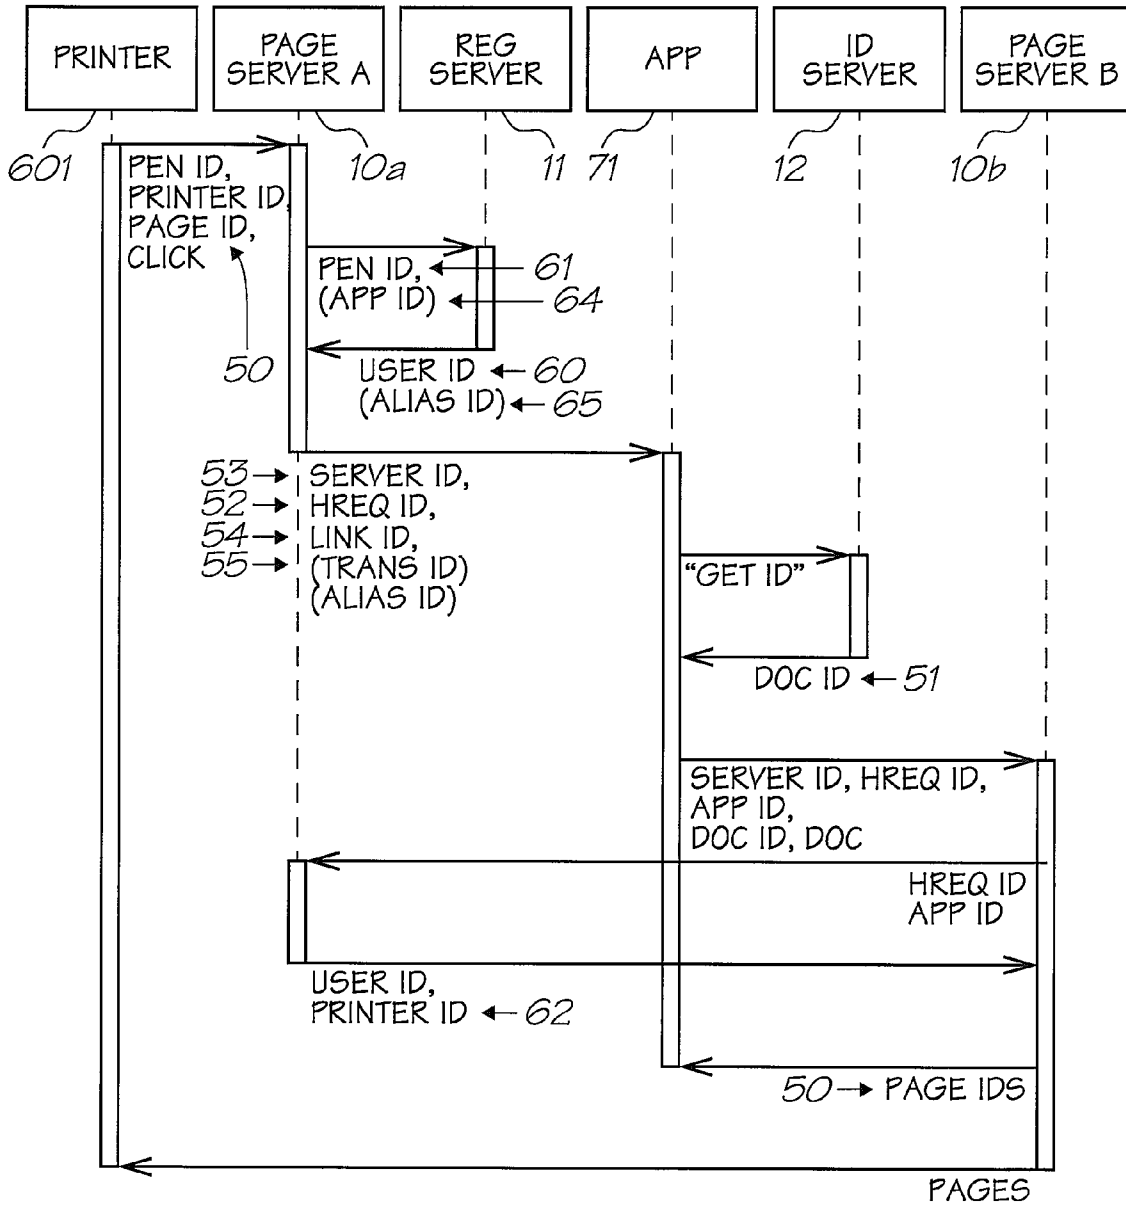 PRINTER
PAGE
SERVER A
REG
SERVER
APP
ID
SERVER
PAGE
SERVER B
601
10a
11
71
12
10b
PEN ID,
PRINTER ID,
PAGE ID,
CLICK
50
PEN ID, 61
(APP ID) 64
USER ID 60
(ALIAS ID) 65
53 SERVER ID,
52 HREQ ID,
54 LINK ID,
55 (TRANS ID)
(ALIAS ID)
"GET ID"
DOC ID 51
SERVER ID, HREQ ID,
APP ID,
DOC ID, DOC
HREQ ID
APP ID
USER ID,
PRINTER ID 62
50 PAGE IDS
PAGES